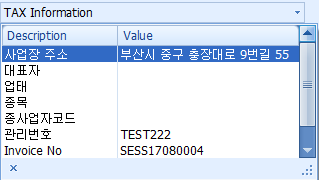 TAX Information
Description Value
사업장 주소 부산시 중구 충장대로 9번길 55
대표자
업태
종목
종사업자코드
관리번호 TEST222
Invoice No SESS17080004